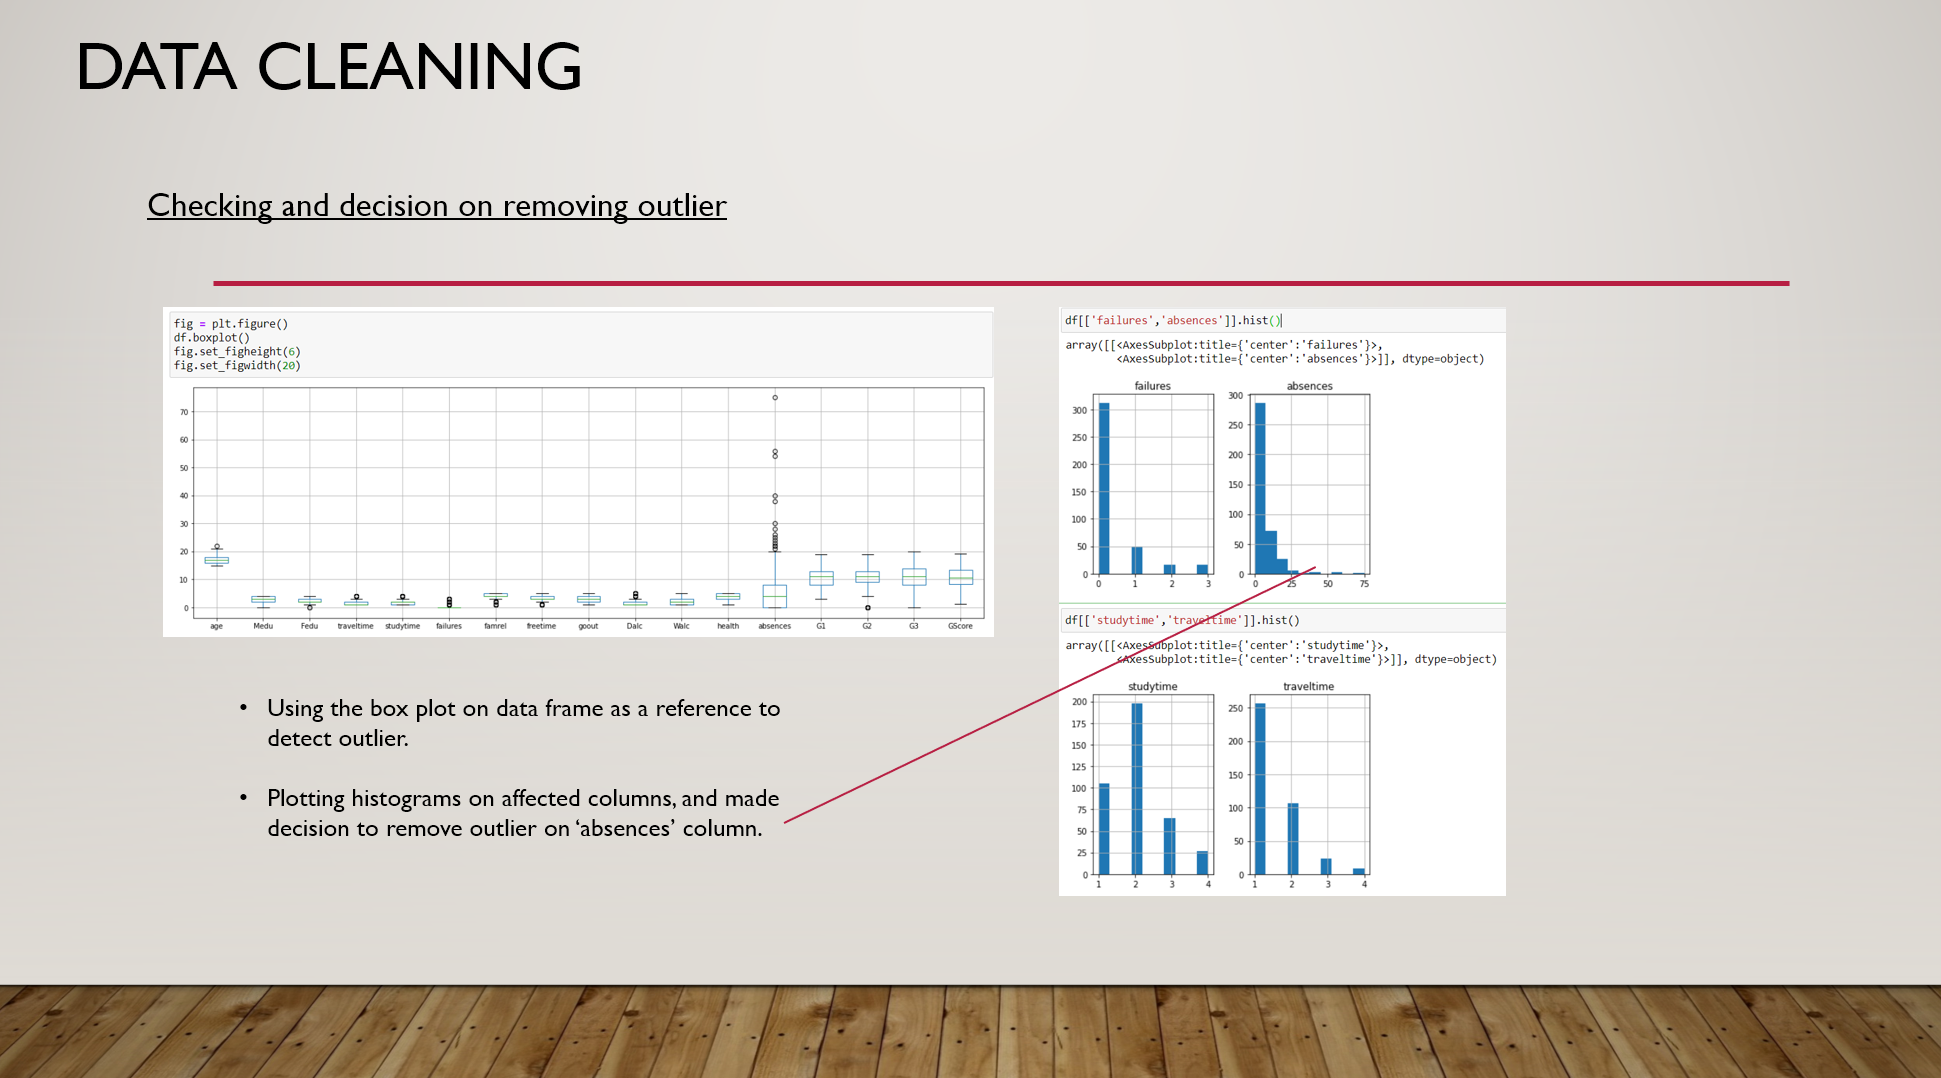 DATA CLEANING
Checking and decision on removing outlier
fig = plt.figure()
df.boxplot()
fig.set_figheight(6)
fig.set_figwidth(20)
70
60
50
40
30
20
10
0
age Medu Fedu traveltime studytime failures famrel freetime goout Dalc Walc health absences G1 G2 G3 GScore
• Using the box plot on data frame as a reference to
detect outlier.
• Plotting histograms on affected columns, and made
decision to remove outlier on ‘absences’ column.
df[['failures','absences']].hist()
array([[<AxesSubplot:title={'center':'failures'}>,
<AxesSubplot:title={'center':'absences'}>]], dtype=object)
failures
300
250
200
150
100
50
0
0 1 2 3
absences
300
250
200
150
100
50
0
0 25 50 75
df[['studytime','traveltime']].hist()
array([[<AxesSubplot:title={'center':'studytime'}>,
<AxesSubplot:title={'center':'traveltime'}>]], dtype=object)
studytime
200
175
150
125
100
75
50
25
0
1 2 3 4
traveltime
250
200
150
100
50
0
1 2 3 4